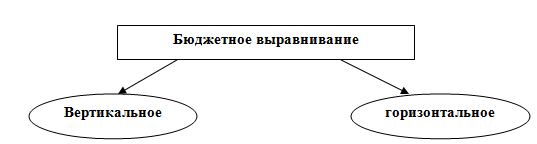 Бюджетное выравнивание
Вертикальное
горизонтальное